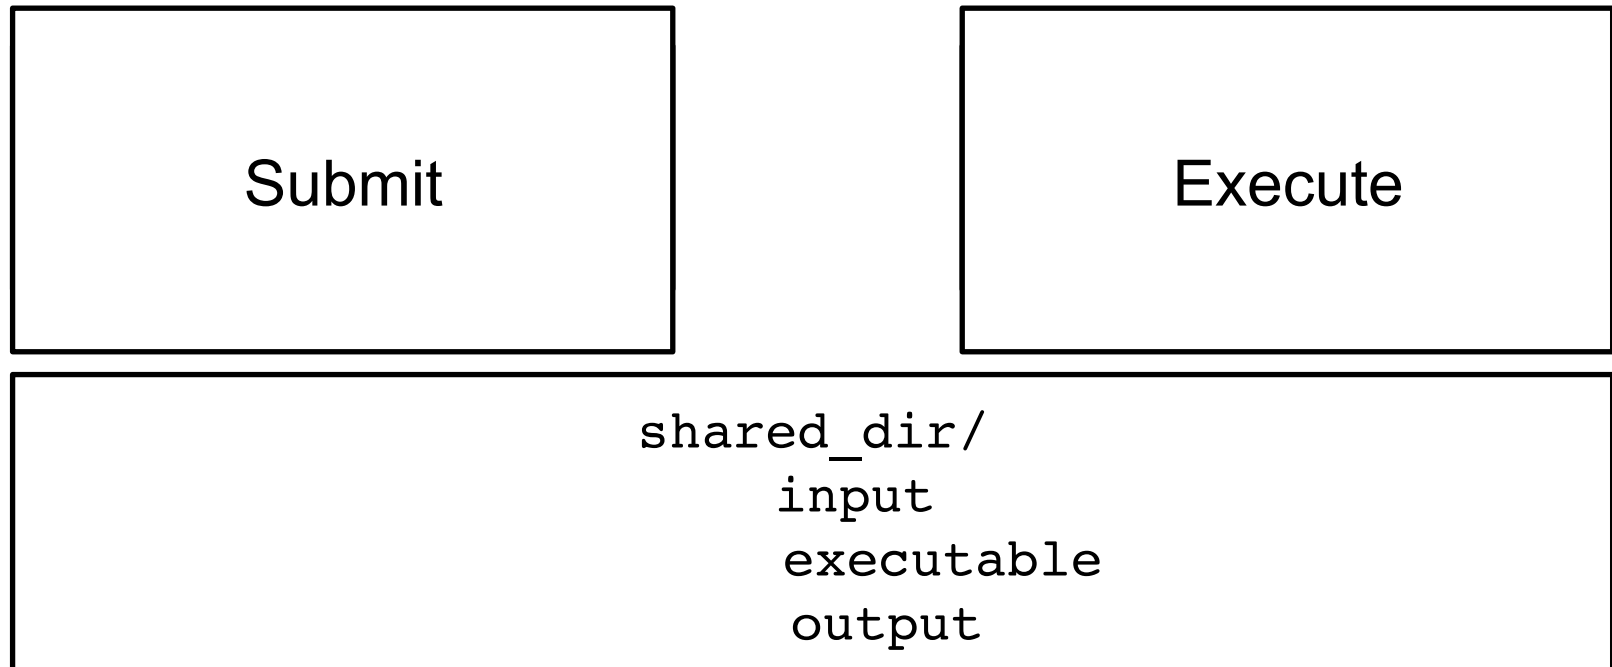 Submit
Execute
shared_dir/
input
executable
output